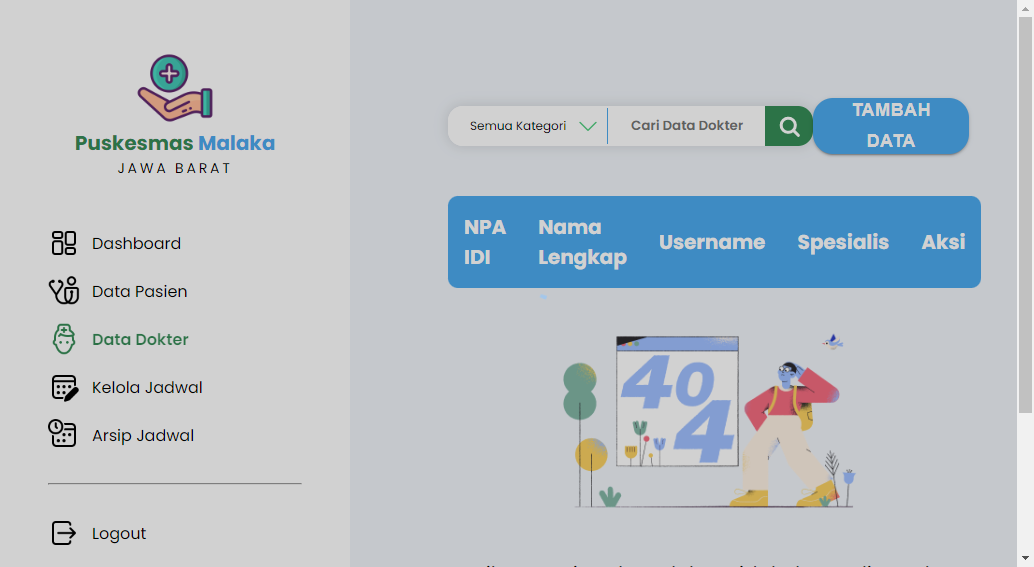 Puskesmas Malaka
JAWA BARAT
Dashboard
Data Pasien
Data Dokter
Kelola Jadwal
Arsip Jadwal
Logout
Semua Kategori
Cari Data Dokter
TAMBAH
DATA
NPA
IDI
Nama
Lengkap
Username
Spesialis
Aksi
404